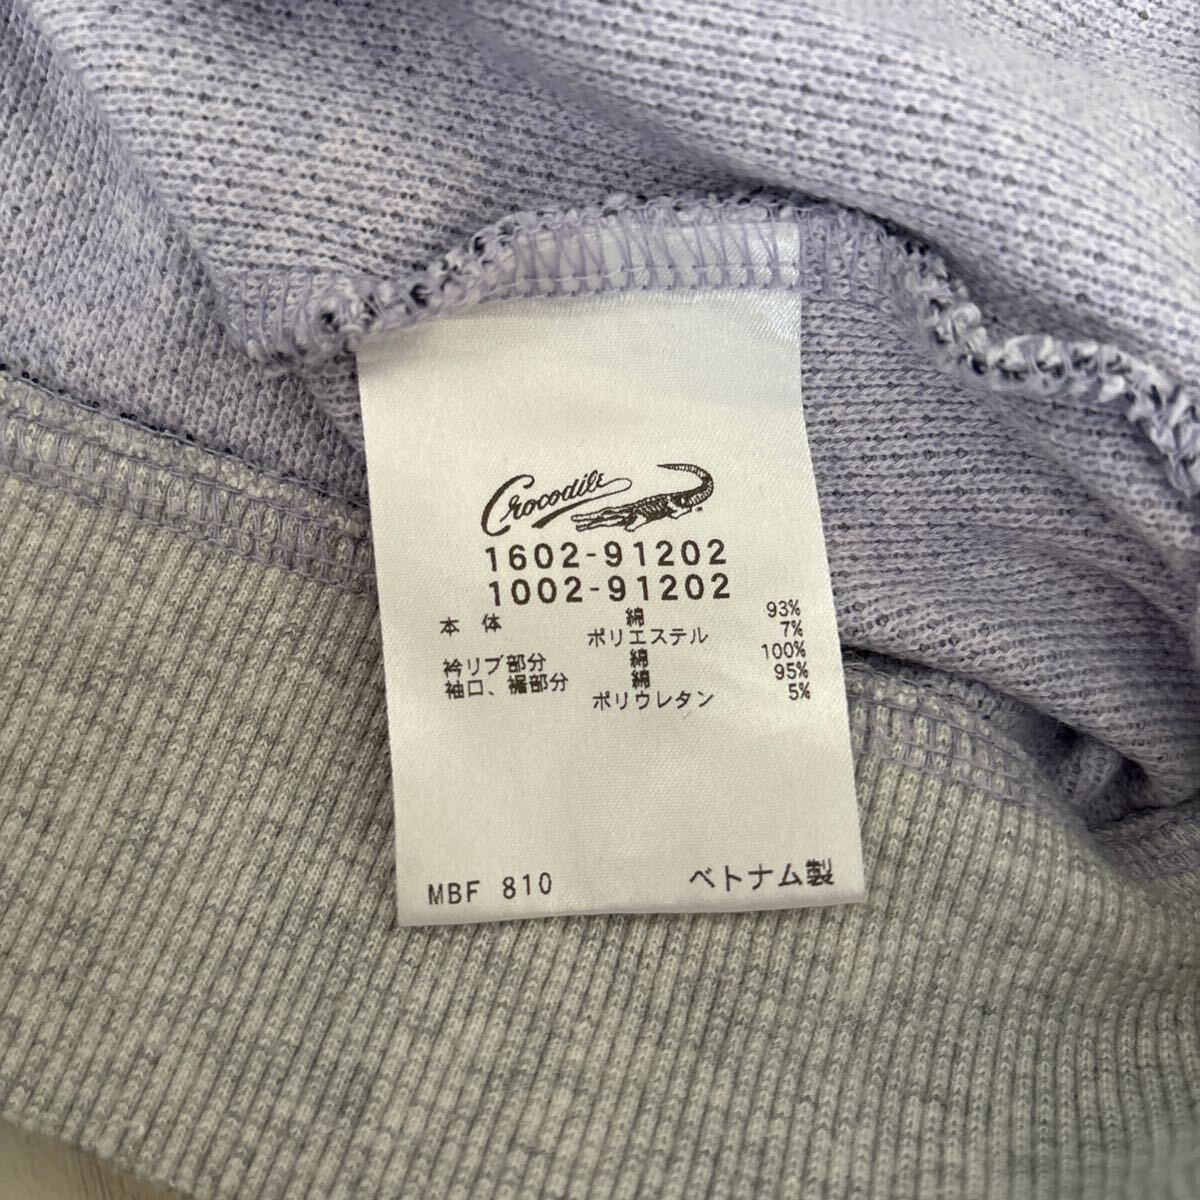 Crocodile
1602-91202
1002-91202
本 体 綿 93%
ポリエステル 7%
衿リブ部分 綿 100%
袖口、裾部分 綿 95%
ポリウレタン 5%
MBF 810 ベトナム製